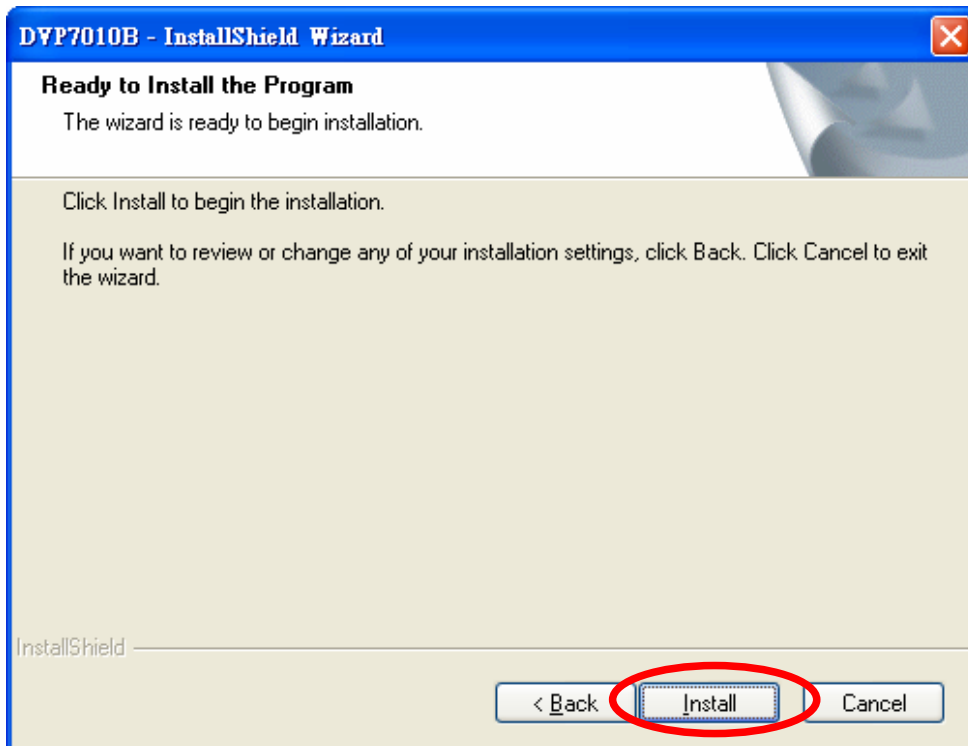 DVP7010B - InstallShield Wizard
Ready to Install the Program
The wizard is ready to begin installation.
Click Install to begin the installation.
If you want to review or change any of your installation settings, click Back. Click Cancel to exit
the wizard.
InstallShield
< Back
Install
Cancel